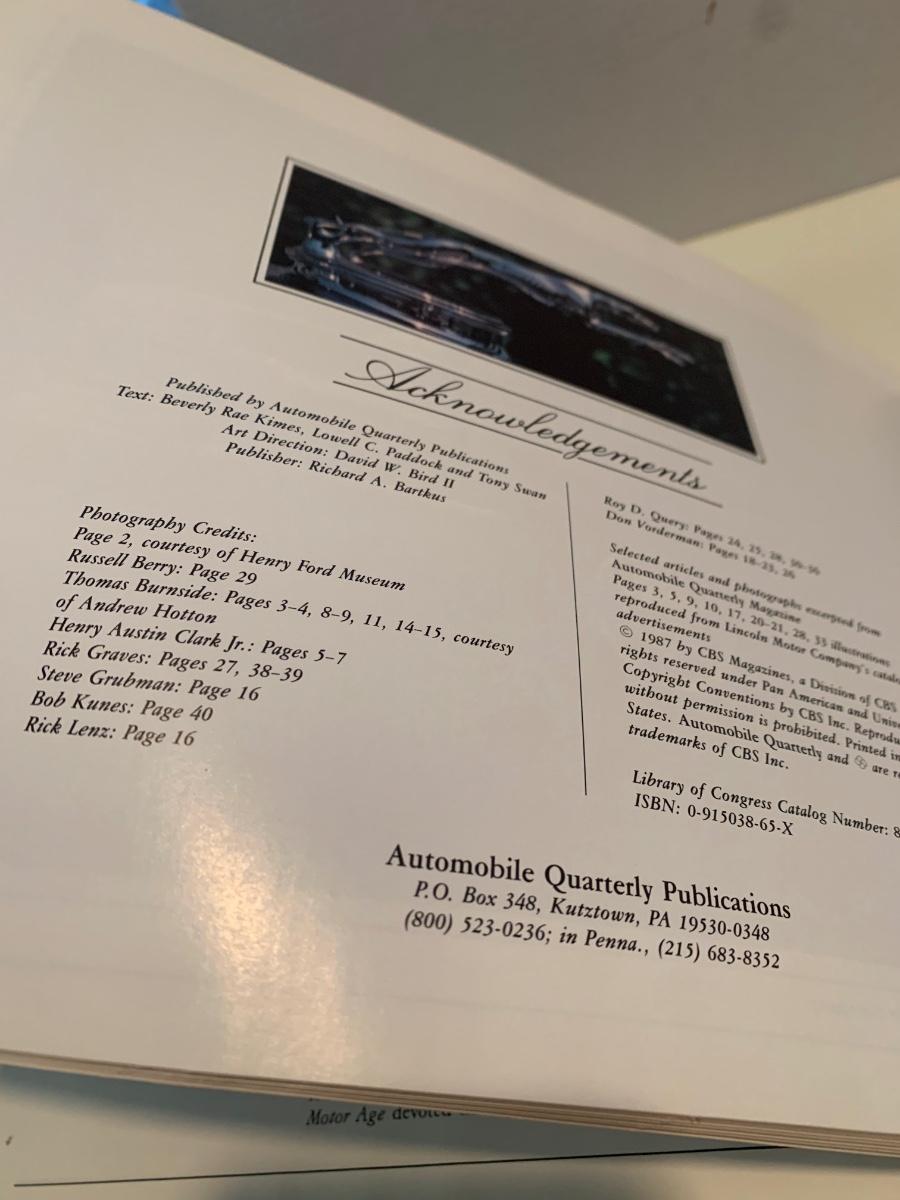 Acknowledgements
Published by Automobile Quarterly Publications
Text: Beverly Rae Kimes, Lowell C. Paddock and Tony Swan
Art Direction: David W. Bird II
Publisher: Richard A. Bartkus
Photography Credits:
Page 2, courtesy of Henry Ford Museum
Russell Berry: Page 29
Thomas Burnside: Pages 3–4, 8–9, 11, 14–15, courtesy
of Andrew Hotton
Henry Austin Clark Jr.: Pages 5–7
Rick Graves: Pages 27, 38–39
Steve Grubman: Page 16
Bob Kunes: Page 40
Rick Lenz: Page 16
Roy D. Query: Pages 24, 25, 28,
Don Vorderman: Pages 18–23, 26
Selected articles and photographs excerpted from
Automobile Quarterly Magazine
Pages 3, 5, 9, 10, 17, 20–21, 28, 33 illustrations
reproduced from Lincoln Motor Company's
advertisements
© 1987 by CBS Magazines, a Division of CBS
rights reserved under Pan American and
Copyright Conventions by CBS Inc.
without permission is prohibited. Printed in
States. Automobile Quarterly and are
trademarks of CBS Inc.
Library of Congress Catalog Number: 8
ISBN: 0-915038-65-X
Automobile Quarterly Publications
P.O. Box 348, Kutztown, PA 19530-0348
(800) 523-0236; in Penna., (215) 683-8352
Motor Age devoted
4